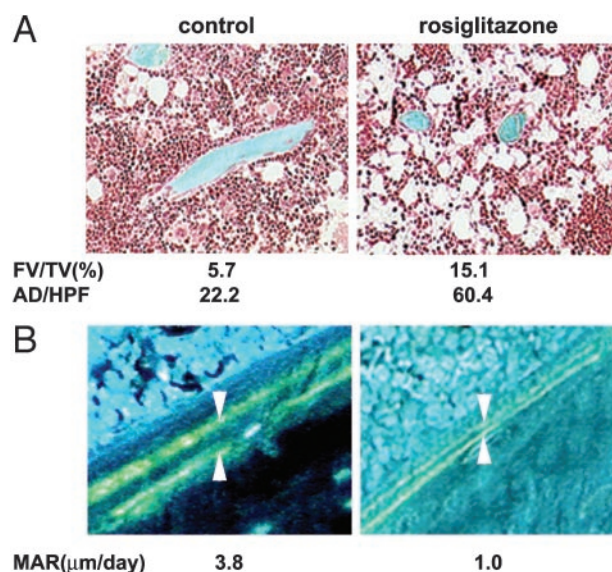 A
control rosiglitazone
FV/TV(%) 5.7 15.1
AD/HPF 22.2 60.4
B
MAR(μm/day) 3.8 1.0